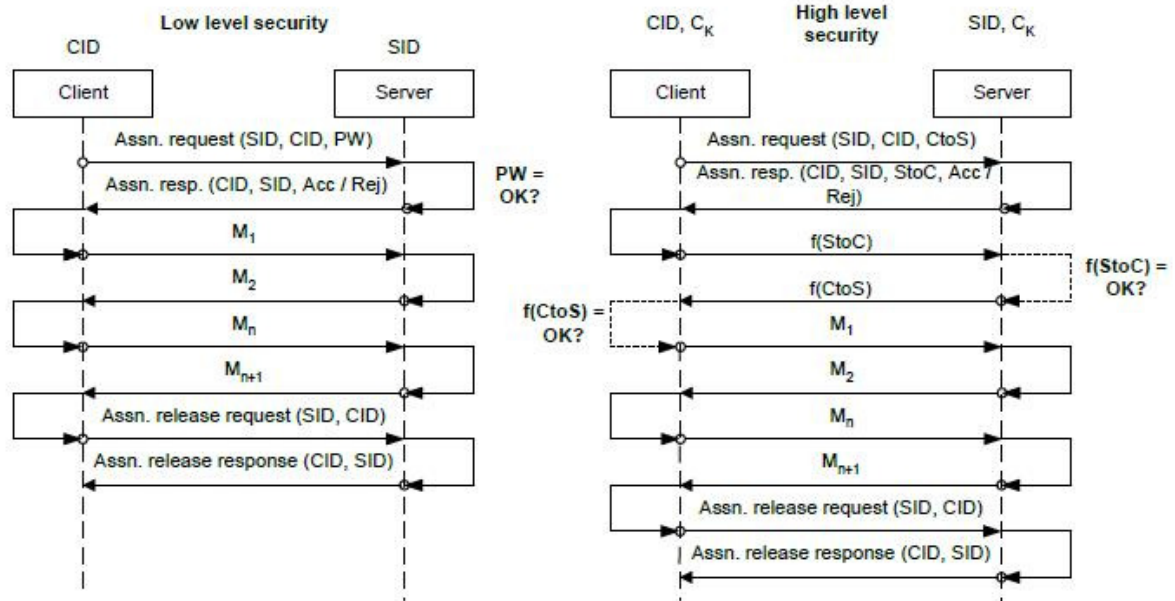 Low level security
CID
SID
Client
Server
Assn. request (SID, CID, PW)
PW =
OK?
Assn. resp. (CID, SID, Acc / Rej)
M1
M2
Mn
Mn+1
Assn. release request (SID, CID)
Assn. release response (CID, SID)
High level
security
CID, CK
SID, CK
Client
Server
Assn. request (SID, CID, CtoS)
Assn. resp. (CID, SID, StoC, Acc /
Rej)
f(StoC)
f(StoC) =
OK?
f(CtoS)
f(CtoS) =
OK?
M1
M2
Mn
Mn+1
Assn. release request (SID, CID)
Assn. release response (CID, SID)